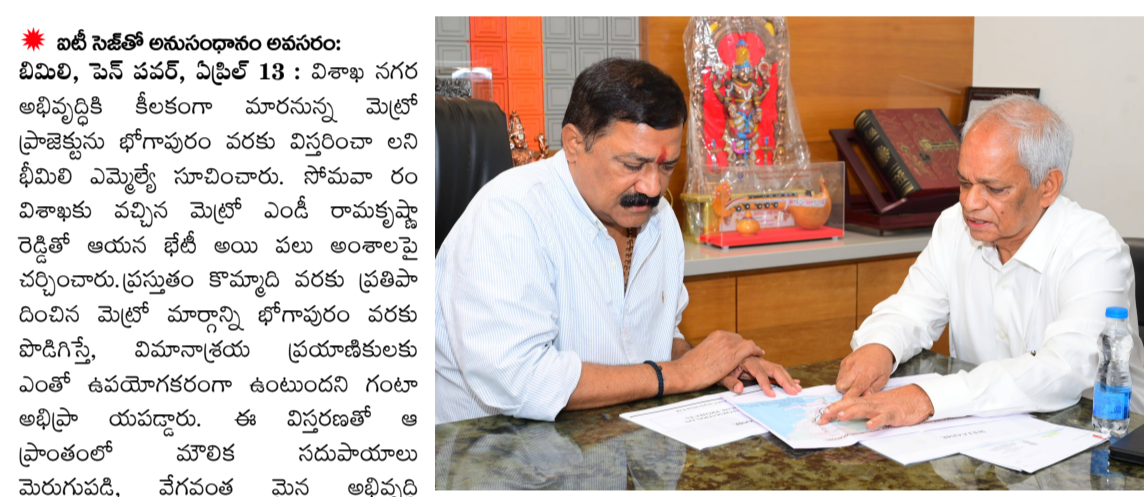 ఐటీ సెజ్‌తో అనుసంధానం అవసరం:
బిమిలి, పెన్ పవర్, ఏప్రిల్ 13 : విశాఖ నగర
అభివృద్ధికి కీలకంగా మారనున్న మెట్రో
ప్రాజెక్టును భోగాపురం వరకు విస్తరించా లని
భీమిలి ఎమ్మెల్యే సూచించారు. సోమవా రం
విశాఖకు వచ్చిన మెట్రో ఎండీ రామకృష్ణా
రెడ్డితో ఆయన భేటీ అయి పలు అంశాలపై
చర్చించారు.ప్రస్తుతం కొమ్మాది వరకు ప్రతిపా
దించిన మెట్రో మార్గాన్ని భోగాపురం వరకు
పొడిగిస్తే, విమానాశ్రయ ప్రయాణికులకు
ఎంతో ఉపయోగకరంగా ఉంటుందని గంటా
అభిప్రా యపడ్డారు. ఈ విస్తరణతో ఆ
ప్రాంతంలో మౌలిక సదుపాయాలు
మెరుగుపడి, వేగవంత మైన అభివృద్ధి